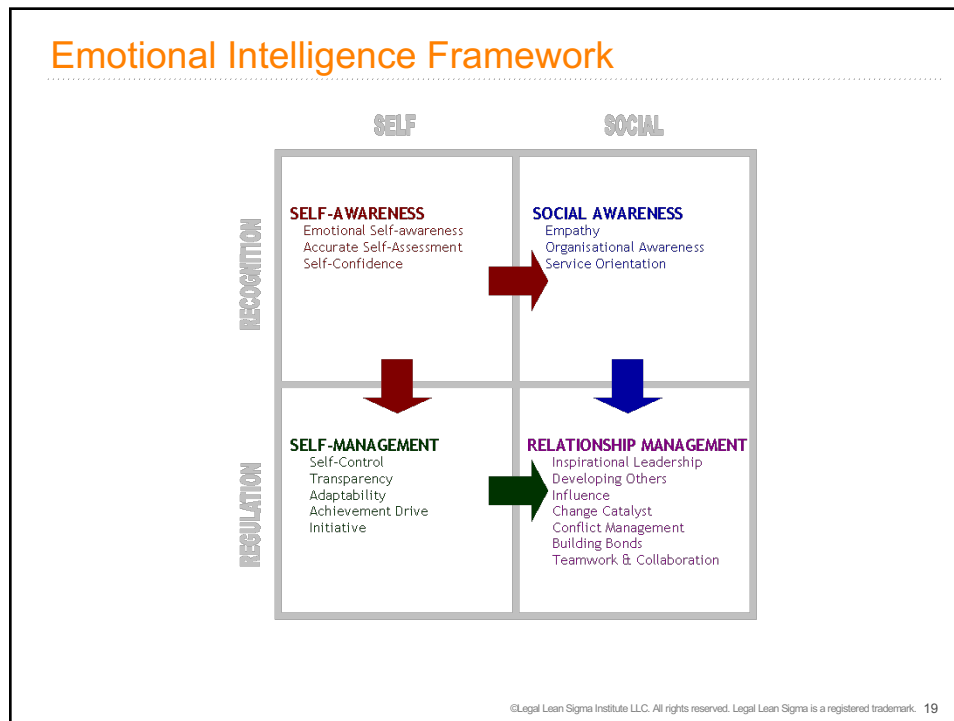 Emotional Intelligence Framework
SELF
SOCIAL
RECOGNITION
SELF-AWARENESS
Emotional Self-awareness
Accurate Self-Assessment
Self-Confidence
SOCIAL AWARENESS
Empathy
Organisational Awareness
Service Orientation
REGULATION
SELF-MANAGEMENT
Self-Control
Transparency
Adaptability
Achievement Drive
Initiative
RELATIONSHIP MANAGEMENT
Inspirational Leadership
Developing Others
Influence
Change Catalyst
Conflict Management
Building Bonds
Teamwork & Collaboration
©Legal Lean Sigma Institute LLC. All rights reserved. Legal Lean Sigma is a registered trademark. 19